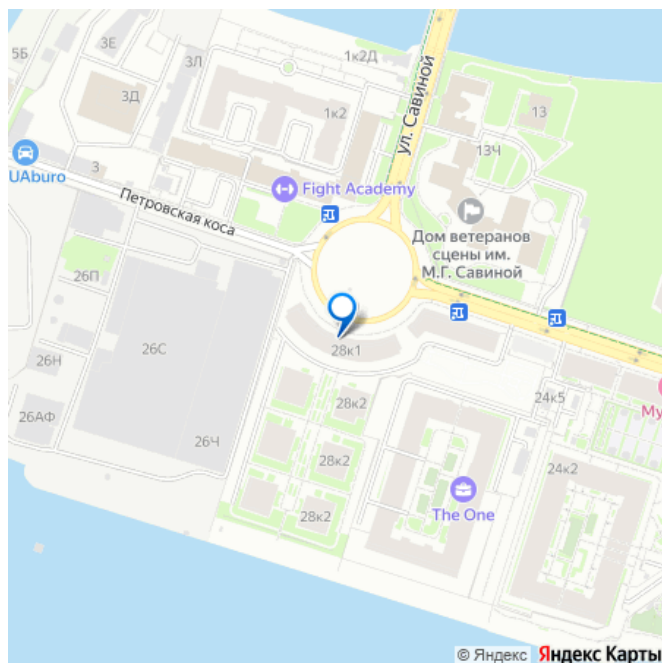 5Б
3Е
3Л
1к2Д
3Д
1к2
ул. Савиной
13
13Ч
UAburo
3
Fight Academy
Петровская коса
Дом ветеранов
сцены им.
М.Г. Савиной
26П
26С
28к1
26Н
24к5
28к2
My
26АФ
26Ч
28к2
24к2
The One
28к2
© Яндекс Яндекс Карты